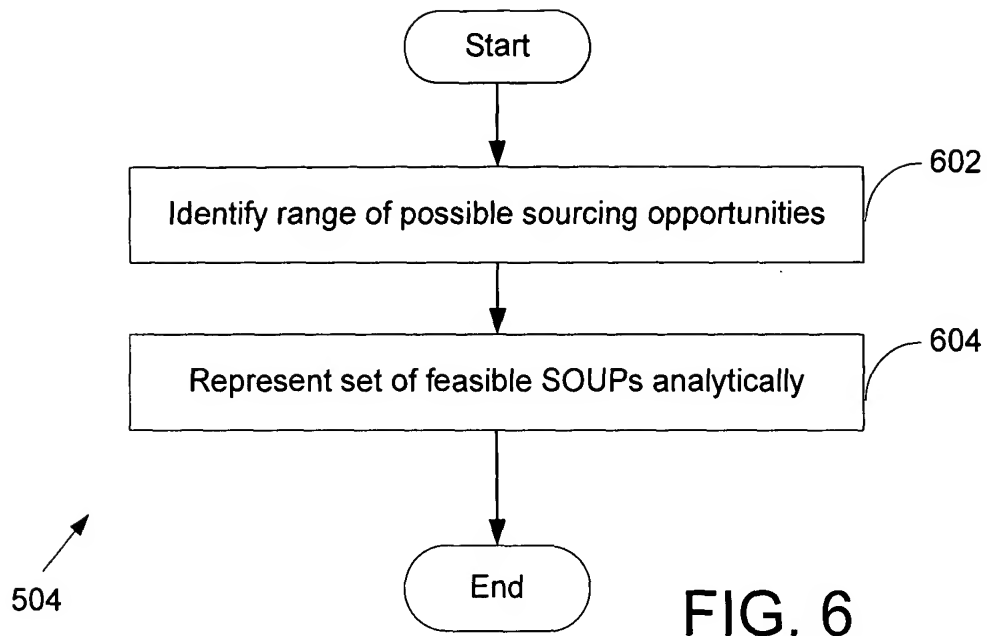 Start
602
Identify range of possible sourcing opportunities
604
Represent set of feasible SOUPs analytically
504
End
FIG. 6